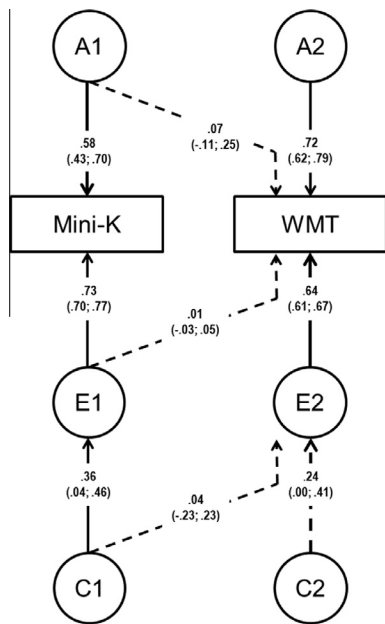 A1 A2
.07
(-.11; .25)
.58 .72
(.43; .70) (.62; .79)
Mini-K WMT
.73 .64
(.70; .77) (.61; .67)
.01
(-.03; .05)
E1 E2
.36 .24
(.04; .46) (.00; .41)
.04
(-.23; .23)
C1 C2